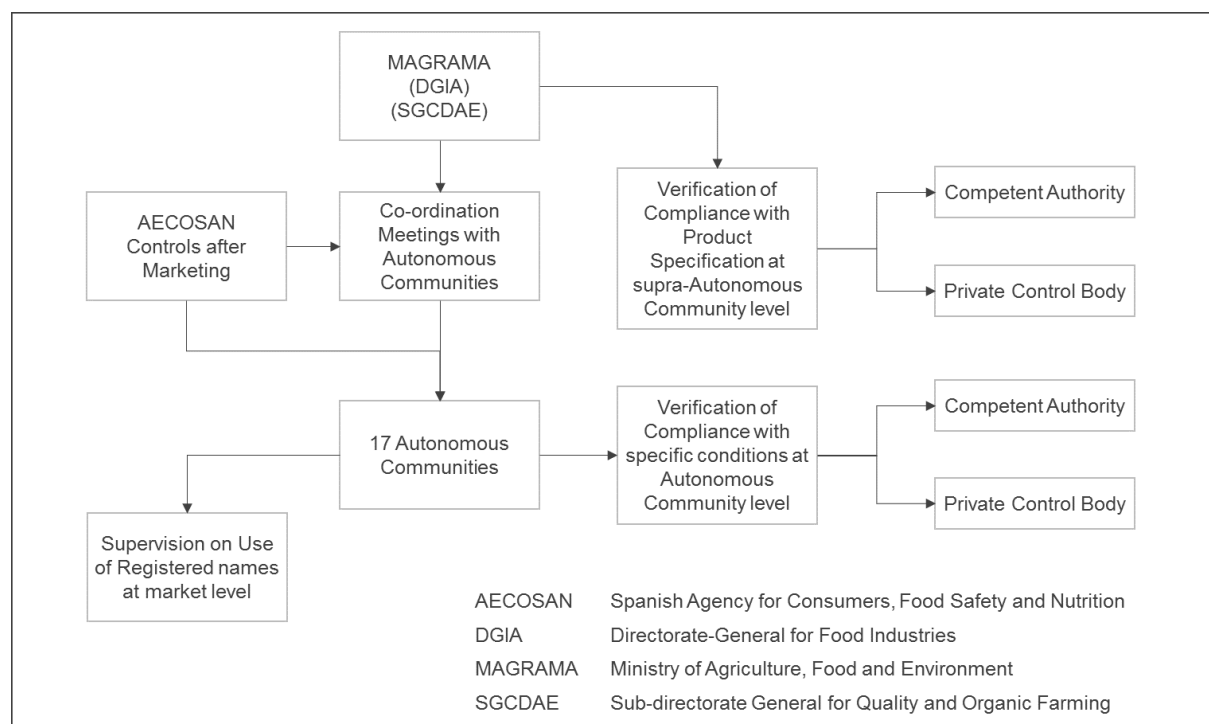 MAGRAMA
(DGIA)
(SGCDAE)
AECOSAN
Controls after
Marketing
Co-ordination
Meetings with
Autonomous
Communities
Verification of
Compliance with
Product
Specification at
supra-Autonomous
Community level
Competent Authority
Private Control Body
17 Autonomous
Communities
Verification of
Compliance with
specific conditions at
Autonomous
Community level
Competent Authority
Private Control Body
Supervision on Use
of Registered names
at market level
AECOSAN Spanish Agency for Consumers, Food Safety and Nutrition
DGIA Directorate-General for Food Industries
MAGRAMA Ministry of Agriculture, Food and Environment
SGCDAE Sub-directorate General for Quality and Organic Farming